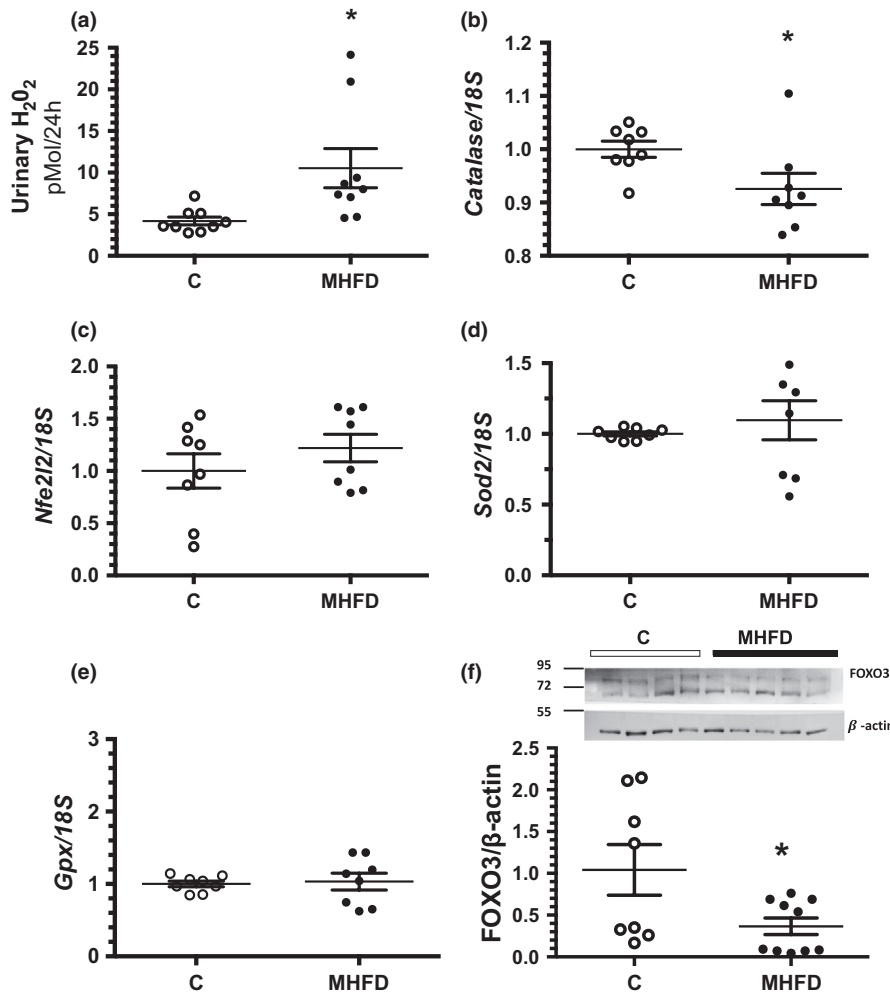 (a)
*
Urinary H₂0₂
pMol/24h
25
20
15
10
5
0
C
MHFD
(b)
*
Catalase/18S
1.2
1.1
1.0
0.9
0.8
C
MHFD
(c)
Nfe2l2/18S
2.0
1.5
1.0
0.5
0.0
C
MHFD
(d)
Sod2/18S
1.5
1.0
0.5
0.0
C
MHFD
(e)
Gpx/18S
3
2
1
0
C
MHFD
(f)
C
MHFD
95
72
55
FOXO3
β -actin
FOXO3/β-actin
2.5
2.0
1.5
1.0
0.5
0.0
*
C
MHFD